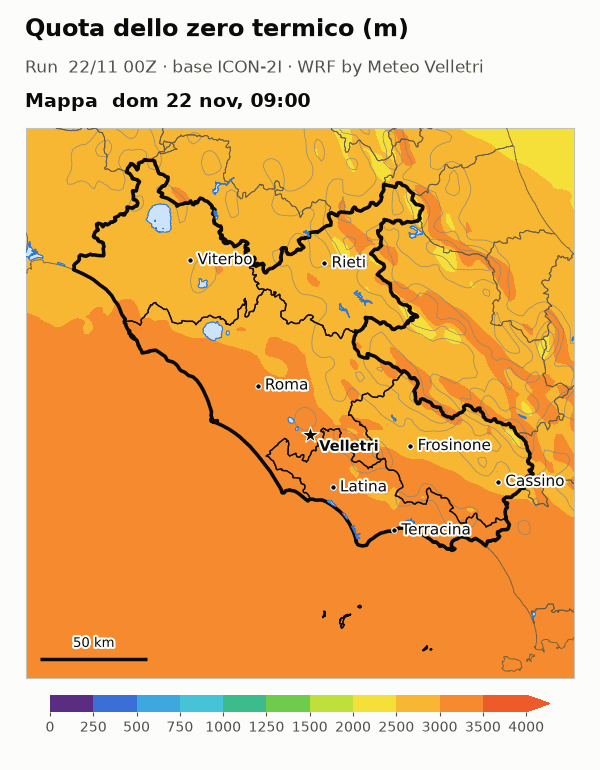 Quota dello zero termico (m)
Run  22/11 00Z · base ICON-2I · WRF by Meteo Velletri
Mappa  dom 22 nov, 09:00
Viterbo
Rieti
Roma
Velletri
Frosinone
Cassino
Latina
Terracina
50 km
0 250 500 750 1000 1250 1500 2000 2500 3000 3500 4000